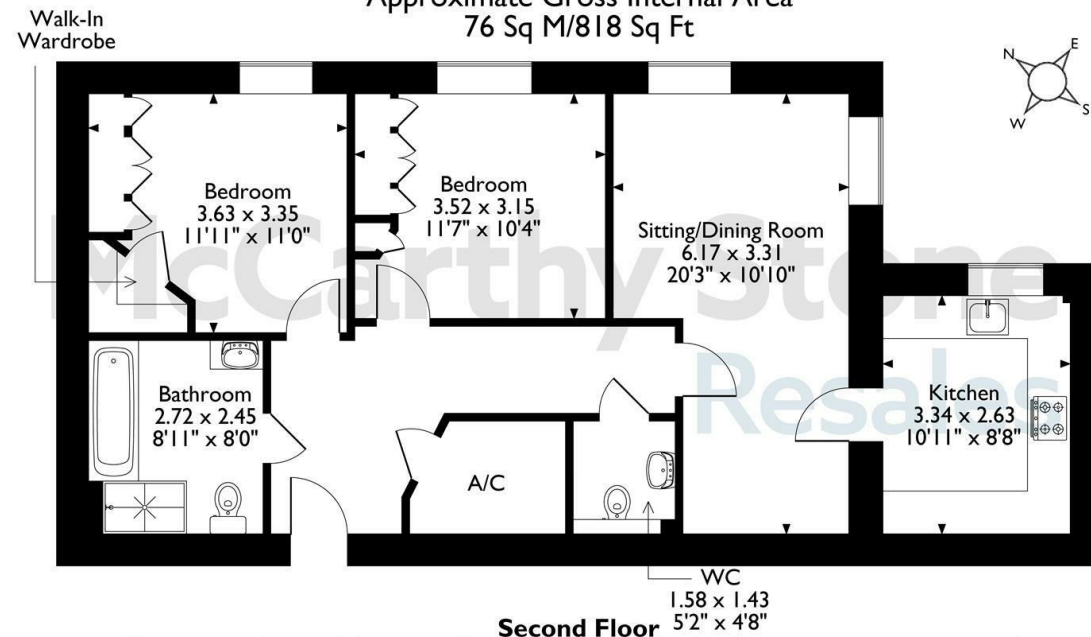 Approximate Gross Internal Area
76 Sq M/818 Sq Ft
Walk-In
Wardrobe
N
E
S
W
Bedroom
3.63 x 3.35
11'11" x 11'0"
Bedroom
3.52 x 3.15
11'7" x 10'4"
Sitting/Dining Room
6.17 x 3.31
20'3" x 10'10"
McCarthy Stone
Resales
Bathroom
2.72 x 2.45
8'11" x 8'0"
Kitchen
3.34 x 2.63
10'11" x 8'8"
A/C
WC
1.58 x 1.43
5'2" x 4'8"
Second Floor